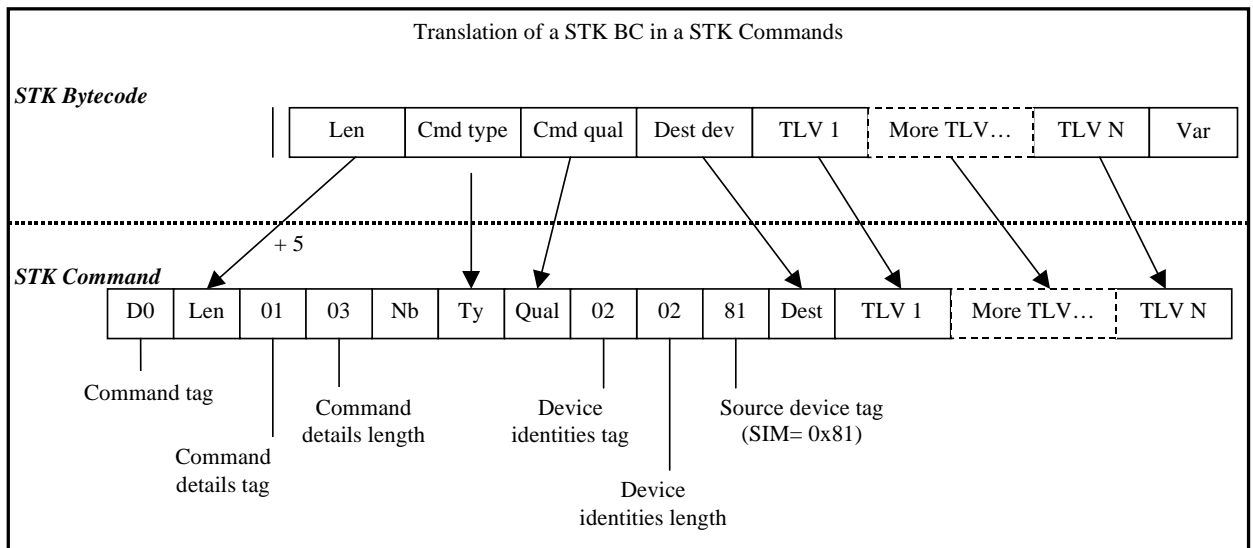 Translation of a STK BC in a STK Commands
STK Bytecode
Len Cmd type Cmd qual Dest dev TLV 1 More TLV… TLV N Var
+ 5
STK Command
D0 Len 01 03 Nb Ty Qual 02 02 81 Dest TLV 1 More TLV… TLV N
Command tag
Command
details tag
Command
details length
Device
identities tag
Device
identities length
Source device tag
(SIM= 0x81)